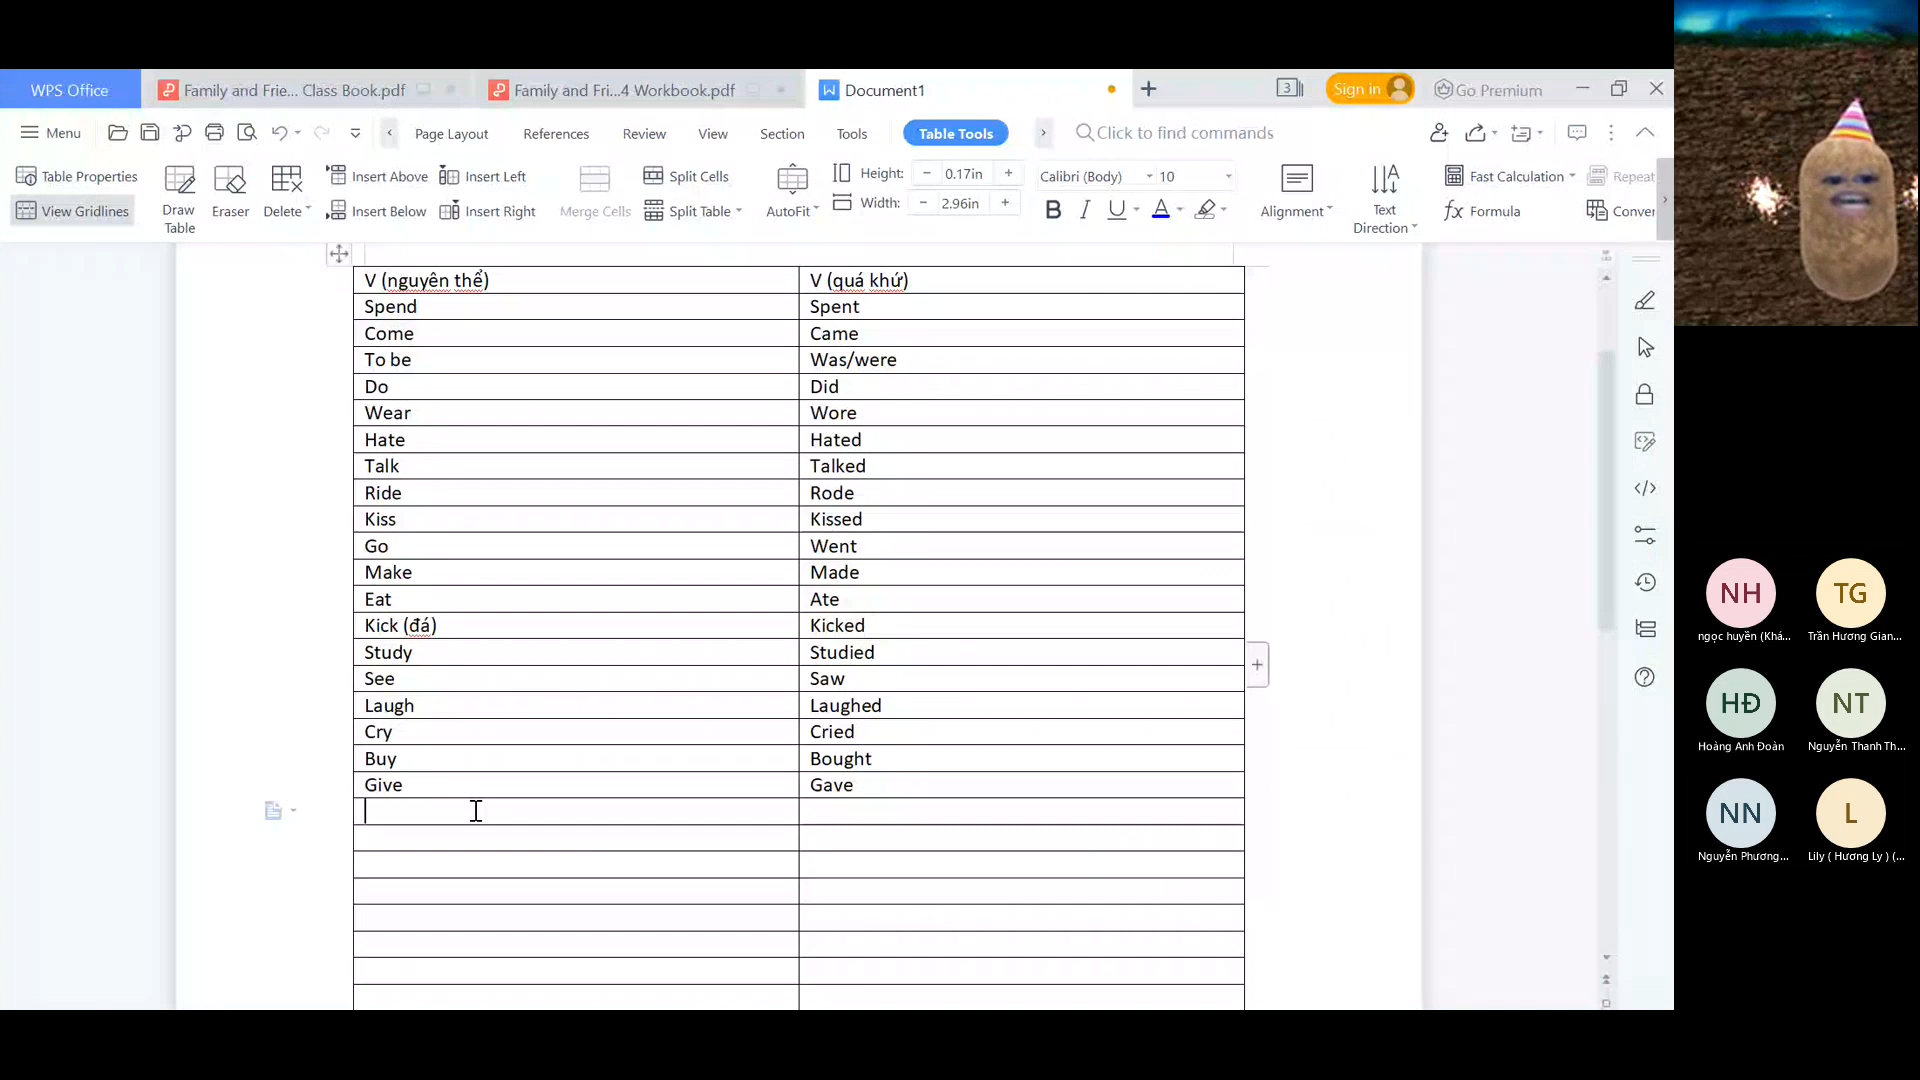 WPS Office
Family and Frie... Class Book.pdf
Family and Fri...4 Workbook.pdf
Document1
3
Sign in
Go Premium
Menu
Page Layout
References
Review
View
Section
Tools
Table Tools
Click to find commands
Table Properties
View Gridlines
Draw Table
Eraser
Delete
Insert Above
Insert Below
Insert Left
Insert Right
Merge Cells
Split Cells
Split Table
AutoFit
Height: 0.17in
Width: 2.96in
Calibri (Body) 10
B I U A
Alignment
Text Direction
Fast Calculation
fx Formula
Repeat
Conver
V (nguyên thể) V (quá khứ)
Spend Spent
Come Came
To be Was/were
Do Did
Wear Wore
Hate Hated
Talk Talked
Ride Rode
Kiss Kissed
Go Went
Make Made
Eat Ate
Kick (đá) Kicked
Study Studied
See Saw
Laugh Laughed
Cry Cried
Buy Bought
Give Gave
NH TG
ngọc huyền (Khá... Trần Hương Gian...
HĐ NT
Hoàng Anh Đoàn Nguyễn Thanh Th...
NN L
Nguyễn Phương... Lily ( Hương Ly ) (...